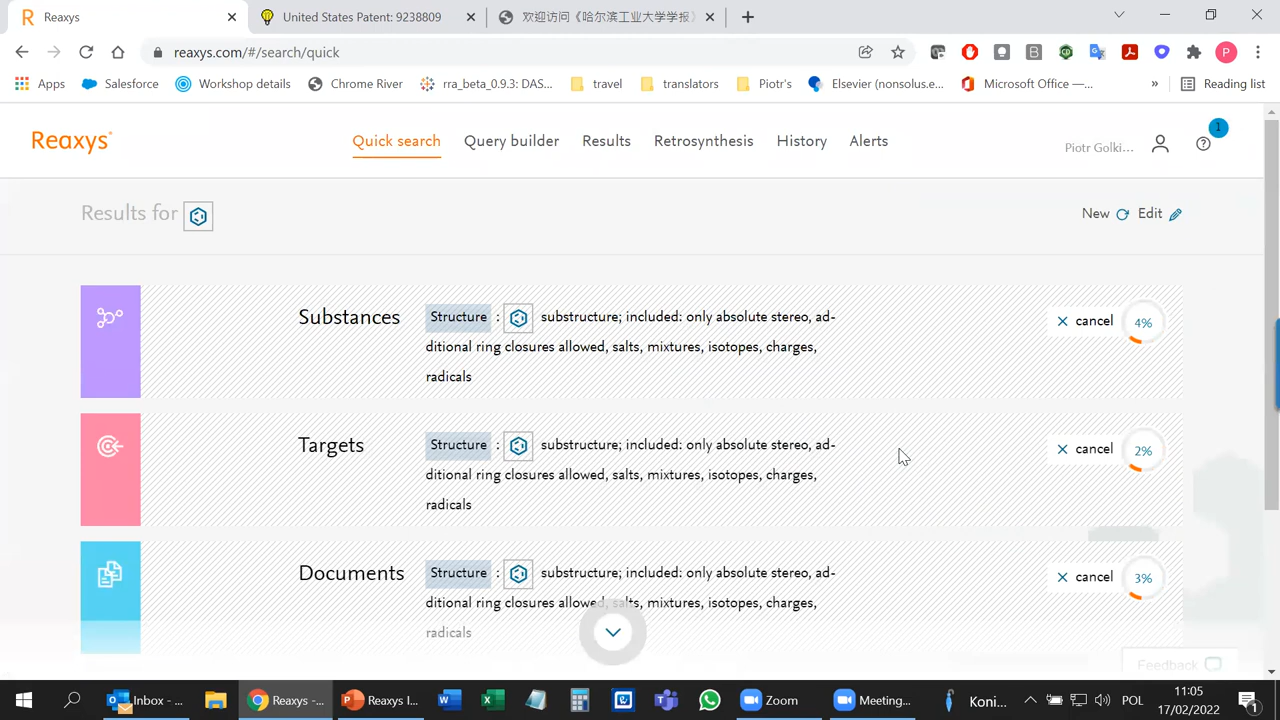 Reaxys
United States Patent: 9238809
欢迎访问《哈尔滨工业大学学报》
reaxys.com/#/search/quick
P
Apps
Salesforce
Workshop details
Chrome River
rra_beta_0.9.3: DAS...
travel
translators
Piotr's
Elsevier (nonsolus.e...
Microsoft Office —...
»
Reading list
Reaxys
Quick search
Query builder
Results
Retrosynthesis
History
Alerts
Piotr Golki...
1
Results for
New
Edit
Substances
Structure : substructure; included: only absolute stereo, ad-
ditional ring closures allowed, salts, mixtures, isotopes, charges,
radicals
cancel
4%
Targets
Structure : substructure; included: only absolute stereo, ad-
ditional ring closures allowed, salts, mixtures, isotopes, charges,
radicals
cancel
2%
Documents
Structure : substructure; included: only absolute stereo, ad-
ditional ring closures allowed, salts, mixtures, isotopes, charges,
radicals
cancel
3%
Feedback
Inbox - ...
Reaxys -...
Reaxys I...
Zoom
Meeting...
Koni...
POL
11:05
17/02/2022
1